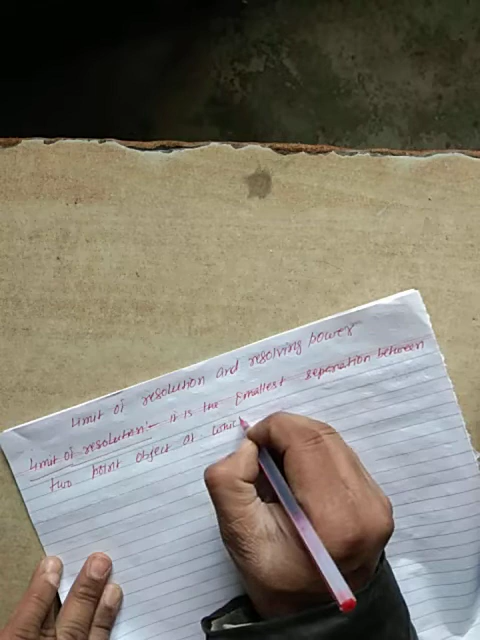 Limit of resolution and resolving power
Limit of resolution:- it is the smallest seperation between
two point object at whic